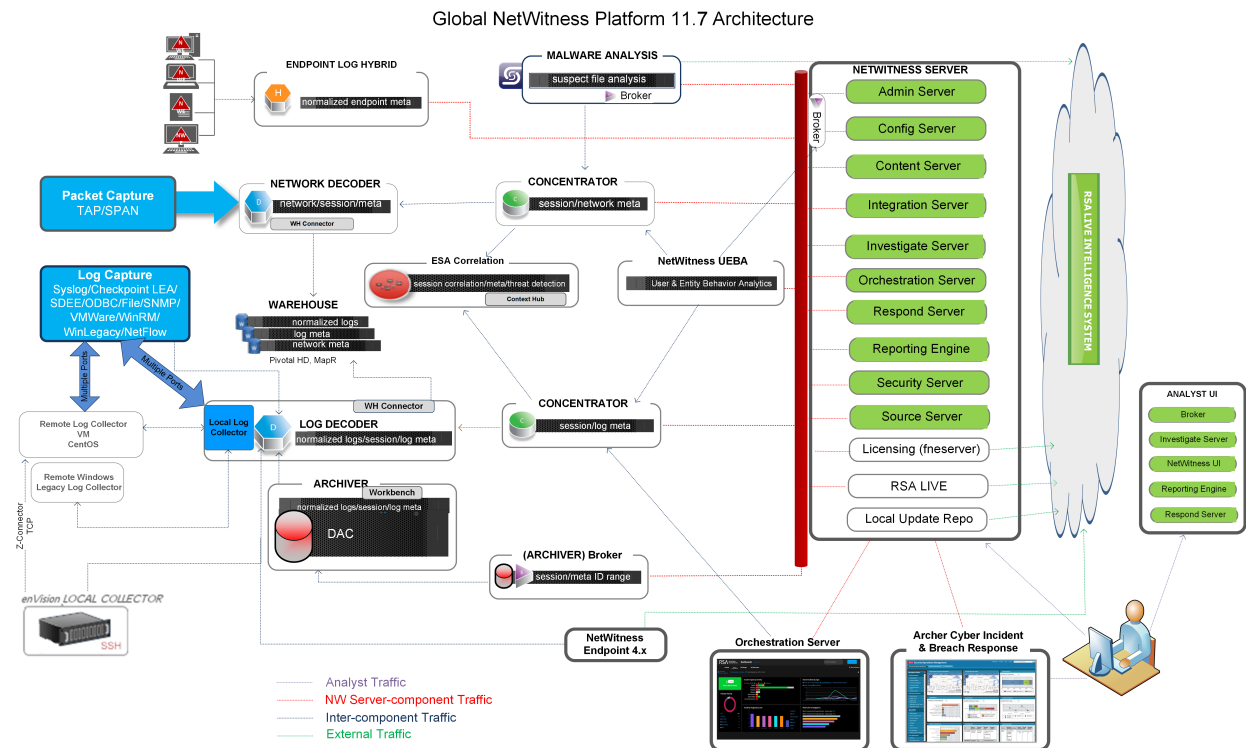 Global NetWitness Platform 11.7 Architecture
ENDPOINT LOG HYBRID
H
normalized endpoint meta
N
N
N
NW
MALWARE ANALYSIS
suspect file analysis
Broker
NETWITNESS SERVER
Broker
Admin Server
Config Server
Content Server
Integration Server
Investigate Server
Orchestration Server
Respond Server
Reporting Engine
Security Server
Source Server
Licensing (fneserver)
RSA LIVE
Local Update Repo
RSA LIVE INTELLIGENCE SYSTEM
Packet Capture
TAP/SPAN
NETWORK DECODER
D
network/session/meta
WH Connector
CONCENTRATOR
C
session/network meta
ESA Correlation
session correlation/meta/threat detection
Context Hub
NetWitness UEBA
User & Entity Behavior Analytics
Log Capture
Syslog/Checkpoint LEA/
SDEE/ODBC/File/SNMP/
VMWare/WinRM/
WinLegacy/NetFlow
WAREHOUSE
normalized logs
log meta
network meta
Pivotal HD, MapR
Multiple Ports
Multiple Ports
Remote Log Collector
VM
CentOS
Remote Windows
Legacy Log Collector
Z-Connector
TCP
WH Connector
Local Log
Collector
D
LOG DECODER
normalized logs/session/log meta
CONCENTRATOR
C
session/log meta
ARCHIVER
Workbench
normalized logs/session/log meta
DAC
(ARCHIVER) Broker
session/meta ID range
enVision LOCAL COLLECTOR
SSH
NetWitness
Endpoint 4.x
Orchestration Server
RSA
Archer Cyber Incident
& Breach Response
ANALYST UI
Broker
Investigate Server
NetWitness UI
Reporting Engine
Respond Server
Analyst Traffic
NW Server-component Traffic
Inter-component Traffic
External Traffic